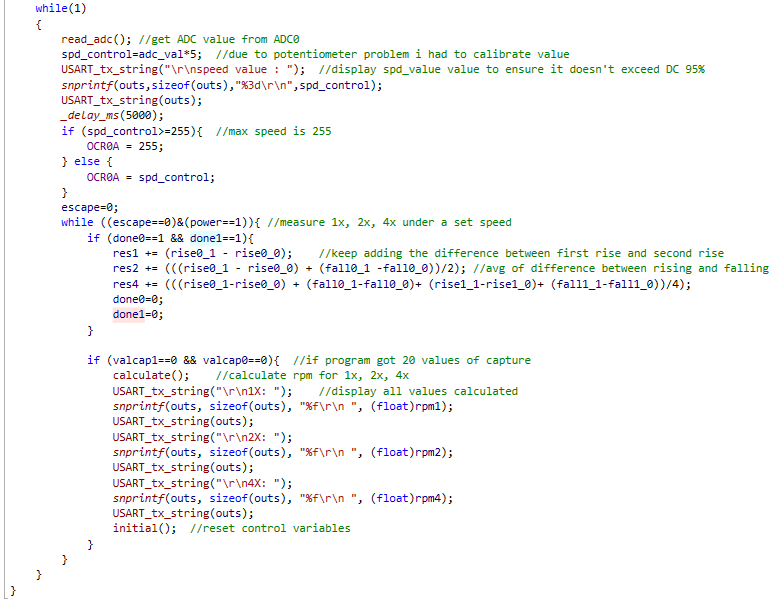 while(1)
{
read_adc(); //get ADC value from ADC0
spd_control=adc_val*5;  //due to potentiometer problem i had to calibrate value
USART_tx_string("\r\nspeed value : ");  //display spd_value value to ensure it doesn't exceed DC 95%
snprintf(outs,sizeof(outs),"%3d\r\n",spd_control);
USART_tx_string(outs);
_delay_ms(5000);
if (spd_control>=255){  //max speed is 255
OCR0A = 255;
} else {
OCR0A = spd_control;
}
escape=0;
while ((escape==0)&(power==1)){ //measure 1x, 2x, 4x under a set speed
if (done0==1 && done1==1){
res1 += (rise0_1 - rise0_0);    //keep adding the difference between first rise and second rise
res2 += (((rise0_1 - rise0_0) + (fall0_1 -fall0_0))/2); //avg of difference between rising and falling
res4 += (((rise0_1-rise0_0) + (fall0_1-fall0_0)+ (rise1_1-rise1_0)+ (fall1_1-fall1_0))/4);
done0=0;
done1=0;
}
if (valcap1==0 && valcap0==0){  //if program got 20 values of capture
calculate();    //calculate rpm for 1x, 2x, 4x
USART_tx_string("\r\n1X: ");    //display all values calculated
snprintf(outs, sizeof(outs), "%f\r\n ", (float)rpm1);
USART_tx_string(outs);
USART_tx_string("\r\n2X: ");
snprintf(outs, sizeof(outs), "%f\r\n ", (float)rpm2);
USART_tx_string(outs);
USART_tx_string("\r\n4X: ");
snprintf(outs, sizeof(outs), "%f\r\n ", (float)rpm4);
USART_tx_string(outs);
initial();  //reset control variables
}
}
}
}